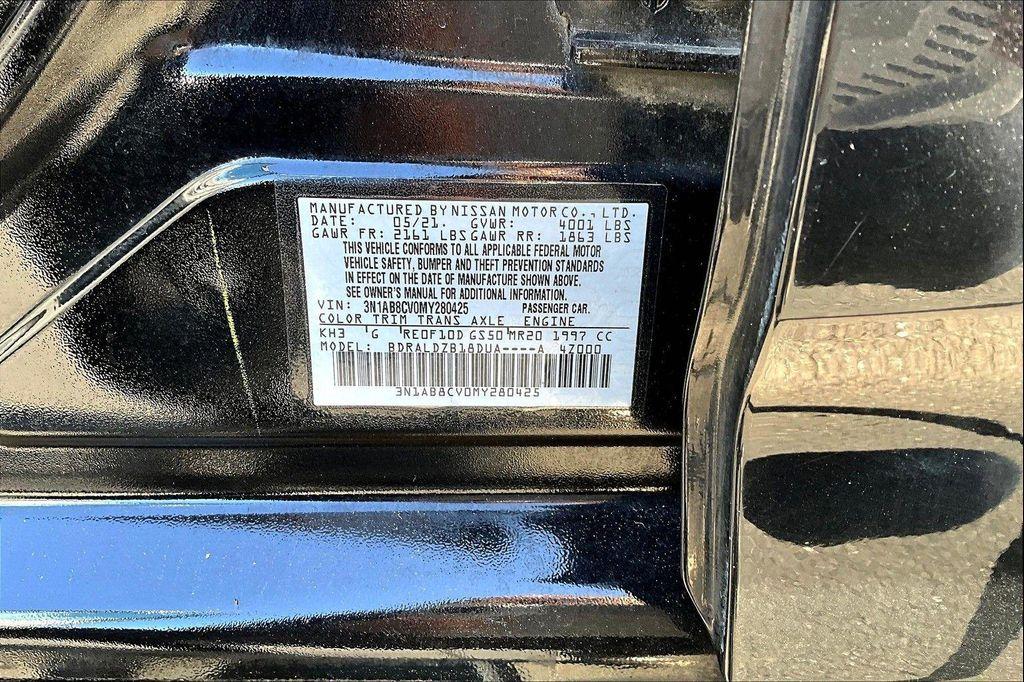 MANUFACTURED BY NISSAN MOTOR CO., LTD.
DATE: 05/21. GVWR: 4001 LBS
GAWR FR: 2161 LBS GAWR RR: 1863 LBS
THIS VEHICLE CONFORMS TO ALL APPLICABLE FEDERAL MOTOR
VEHICLE SAFETY, BUMPER AND THEFT PREVENTION STANDARDS
IN EFFECT ON THE DATE OF MANUFACTURE SHOWN ABOVE.
SEE OWNER'S MANUAL FOR ADDITIONAL INFORMATION.
VIN: 3N1AB8CV0MY280425 PASSENGER CAR.
COLOR TRIM TRANS AXLE ENGINE
KH3 G RE0F10D GS50 MR20 1997 CC
MODEL: BDRALDZB18DUA----A 4Z000
3N1AB8CV0MY280425